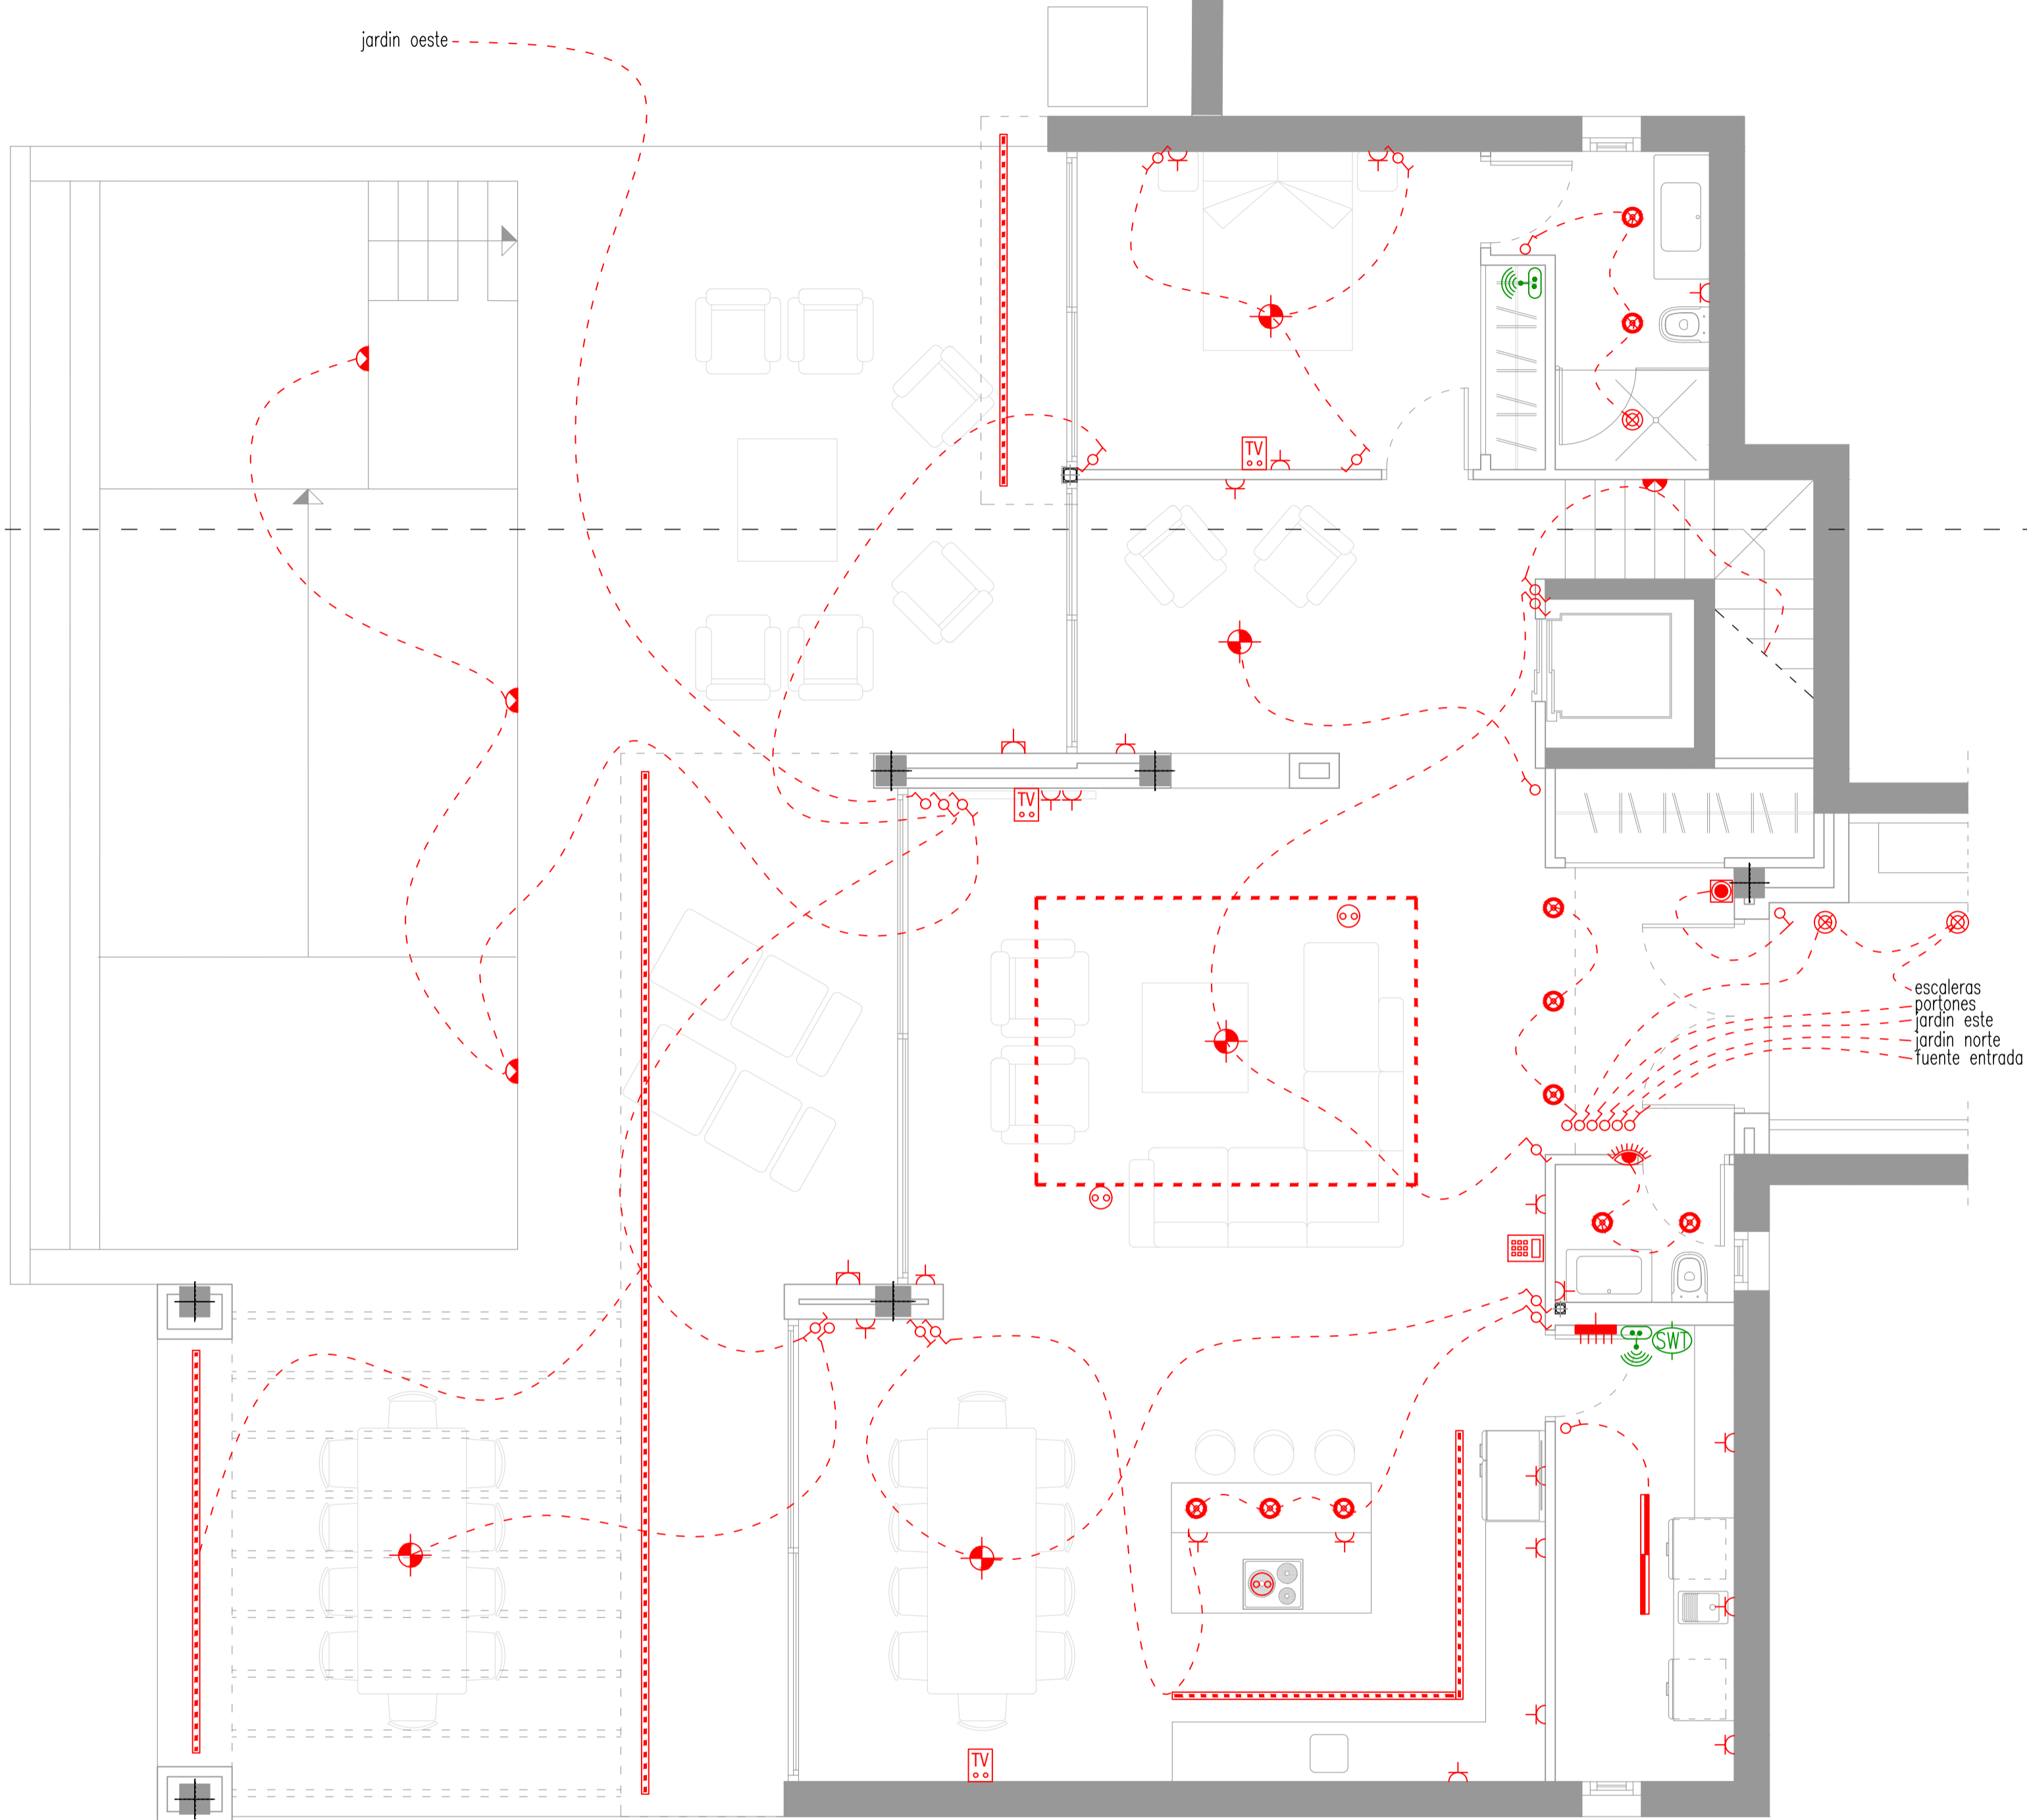 jardin oeste
TV
TV
escaleras
portones
jardin este
jardin norte
fuente entrada
SWT
TV